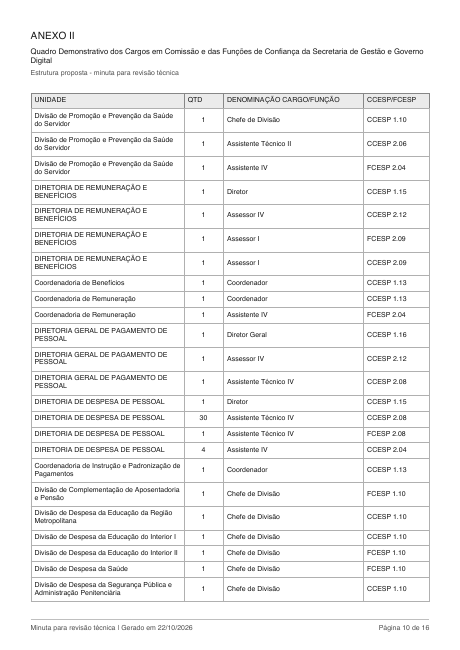 ANEXO II
Quadro Demonstrativo dos Cargos em Comissão e das Funções de Confiança da Secretaria de Gestão e Governo
Digital
Estrutura proposta - minuta para revisão técnica
UNIDADE QTD DENOMINAÇÃO CARGO/FUNÇÃO CCESP/FCESP
Divisão de Promoção e Prevenção da Saúde
do Servidor 1 Chefe de Divisão CCESP 1.10
Divisão de Promoção e Prevenção da Saúde
do Servidor 1 Assistente Técnico II CCESP 2.06
Divisão de Promoção e Prevenção da Saúde
do Servidor 1 Assistente IV FCESP 2.04
DIRETORIA DE REMUNERAÇÃO E
BENEFÍCIOS 1 Diretor CCESP 1.15
DIRETORIA DE REMUNERAÇÃO E
BENEFÍCIOS 1 Assessor IV CCESP 2.12
DIRETORIA DE REMUNERAÇÃO E
BENEFÍCIOS 1 Assessor I FCESP 2.09
DIRETORIA DE REMUNERAÇÃO E
BENEFÍCIOS 1 Assessor I CCESP 2.09
Coordenadoria de Benefícios 1 Coordenador CCESP 1.13
Coordenadoria de Remuneração 1 Coordenador CCESP 1.13
Coordenadoria de Remuneração 1 Assistente IV FCESP 2.04
DIRETORIA GERAL DE PAGAMENTO DE
PESSOAL 1 Diretor Geral CCESP 1.16
DIRETORIA GERAL DE PAGAMENTO DE
PESSOAL 1 Assessor IV CCESP 2.12
DIRETORIA GERAL DE PAGAMENTO DE
PESSOAL 1 Assistente Técnico IV CCESP 2.08
DIRETORIA DE DESPESA DE PESSOAL 1 Diretor CCESP 1.15
DIRETORIA DE DESPESA DE PESSOAL 30 Assistente Técnico IV CCESP 2.08
DIRETORIA DE DESPESA DE PESSOAL 1 Assistente Técnico IV FCESP 2.08
DIRETORIA DE DESPESA DE PESSOAL 4 Assistente IV CCESP 2.04
Coordenadoria de Instrução e Padronização de
Pagamentos 1 Coordenador CCESP 1.13
Divisão de Complementação de Aposentadoria
e Pensão 1 Chefe de Divisão FCESP 1.10
Divisão de Despesa da Educação da Região
Metropolitana 1 Chefe de Divisão CCESP 1.10
Divisão de Despesa da Educação do Interior I 1 Chefe de Divisão CCESP 1.10
Divisão de Despesa da Educação do Interior II 1 Chefe de Divisão FCESP 1.10
Divisão de Despesa da Saúde 1 Chefe de Divisão FCESP 1.10
Divisão de Despesa da Segurança Pública e
Administração Penitenciária 1 Chefe de Divisão CCESP 1.10
Minuta para revisão técnica | Gerado em 22/10/2026 Página 10 de 16